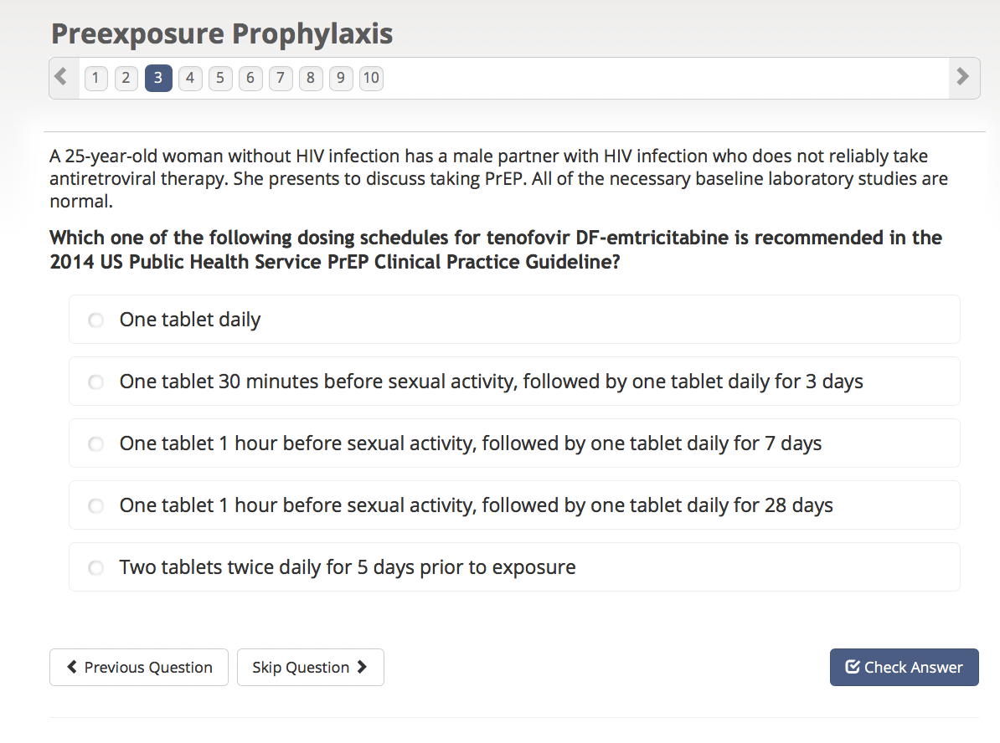 Preexposure Prophylaxis
1 2 3 4 5 6 7 8 9 10
A 25-year-old woman without HIV infection has a male partner with HIV infection who does not reliably take
antiretroviral therapy. She presents to discuss taking PrEP. All of the necessary baseline laboratory studies are
normal.
Which one of the following dosing schedules for tenofovir DF-emtricitabine is recommended in the
2014 US Public Health Service PrEP Clinical Practice Guideline?
One tablet daily
One tablet 30 minutes before sexual activity, followed by one tablet daily for 3 days
One tablet 1 hour before sexual activity, followed by one tablet daily for 7 days
One tablet 1 hour before sexual activity, followed by one tablet daily for 28 days
Two tablets twice daily for 5 days prior to exposure
Previous Question Skip Question Check Answer